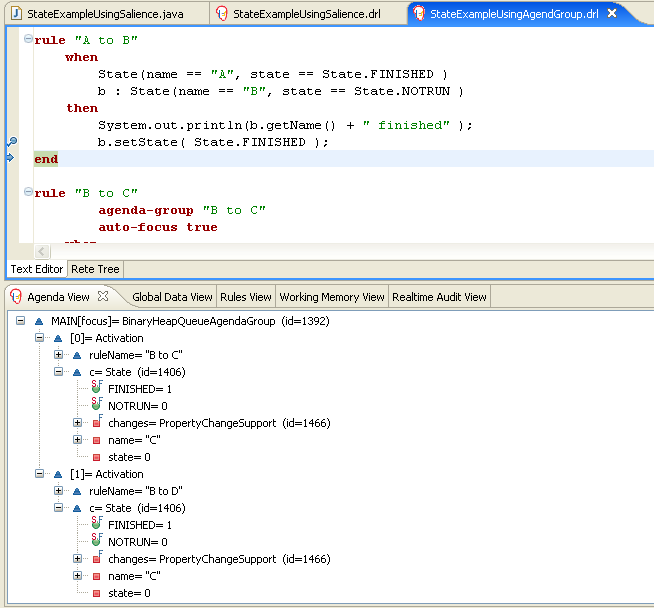 StateExampleUsingSalience.java StateExampleUsingSalience.drl StateExampleUsingAgendGroup.drl
rule "A to B"
when
State(name == "A", state == State.FINISHED )
b : State(name == "B", state == State.NOTRUN )
then
System.out.println(b.getName() + " finished" );
b.setState( State.FINISHED );
end
rule "B to C"
agenda-group "B to C"
auto-focus true
when
Text Editor Rete Tree
Agenda View Global Data View Rules View Working Memory View Realtime Audit View
MAIN[focus]= BinaryHeapQueueAgendaGroup (id=1392)
[0]= Activation
ruleName= "B to C"
c= State (id=1406)
FINISHED= 1
NOTRUN= 0
changes= PropertyChangeSupport (id=1466)
name= "C"
state= 0
[1]= Activation
ruleName= "B to D"
c= State (id=1406)
FINISHED= 1
NOTRUN= 0
changes= PropertyChangeSupport (id=1466)
name= "C"
state= 0